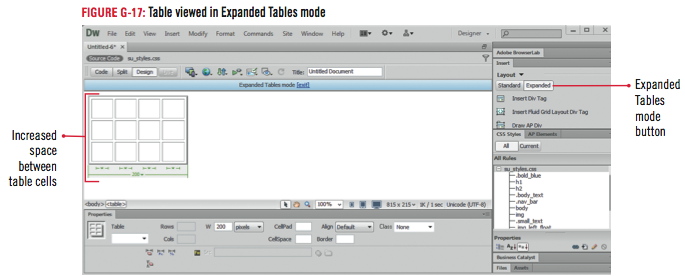 FIGURE G-17: Table viewed in Expanded Tables mode
DW File Edit View Insert Modify Format Commands Site Window Help Designer
Untitled-6* ×
Source Code su_styles.css
Code Split Design Title: Untitled Document
Expanded Tables mode [exit]
200
<body> <table> 100% 815 x 215 1K / 1 sec Unicode (UTF-8)
Properties
Table Rows W 200 pixels CellPad Align Default Class None
Cols CellSpace Border
Adobe BrowserLab
Insert
Layout
Standard Expanded
Insert Div Tag
Insert Fluid Grid Layout Div Tag
Draw AP Div
CSS Styles AP Elements
All Current
All Rules
su_styles.css
.bold_blue
h1
h2
.body_text
.nav_bar
body
img
.small_text
img_left_float
Properties
Business Catalyst
Files Assets
Increased
space
between
table cells
Expanded
Tables
mode
button